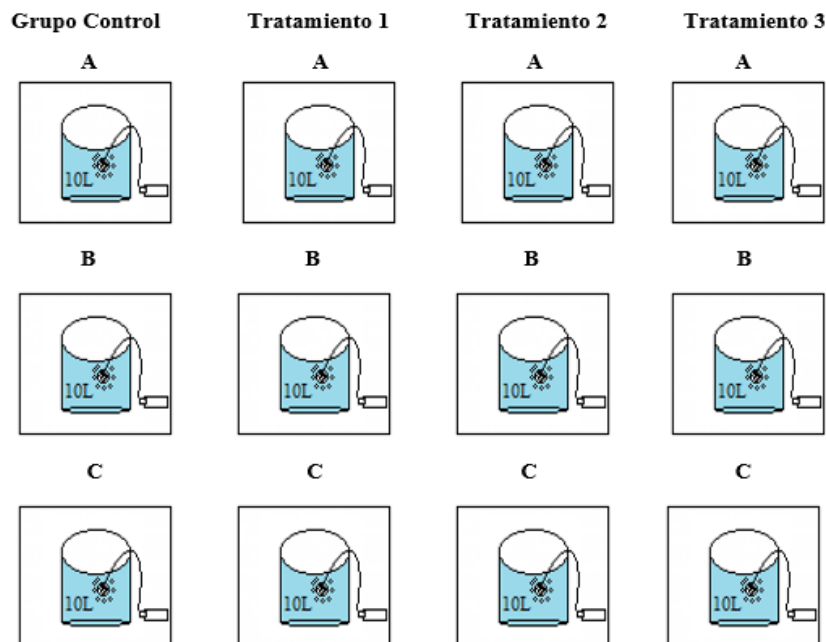 Grupo Control Tratamiento 1 Tratamiento 2 Tratamiento 3
A A A A
10L 10L 10L 10L
B B B B
10L 10L 10L 10L
C C C C
10L 10L 10L 10L